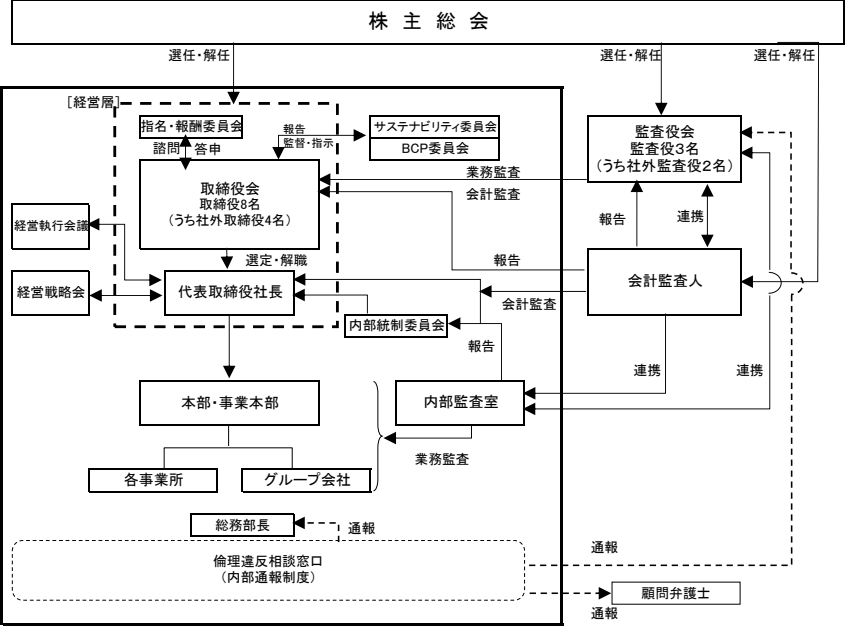 株 主 総 会
選任・解任
選任・解任
選任・解任
［経営層］
指名・報酬委員会
諮問
答申
報告
監督・指示
サステナビリティ委員会
BCP委員会
監査役会
監査役３名
（うち社外監査役２名）
取締役会
取締役8名
（うち社外取締役4名）
業務監査
会計監査
報告
連携
経営執行会議
選定・解職
報告
会計監査人
経営戦略会
代表取締役社長
会計監査
内部統制委員会
報告
連携
連携
本部・事業本部
内部監査室
業務監査
各事業所
グループ会社
総務部長
通報
倫理違反相談窓口
（内部通報制度）
通報
顧問弁護士
通報